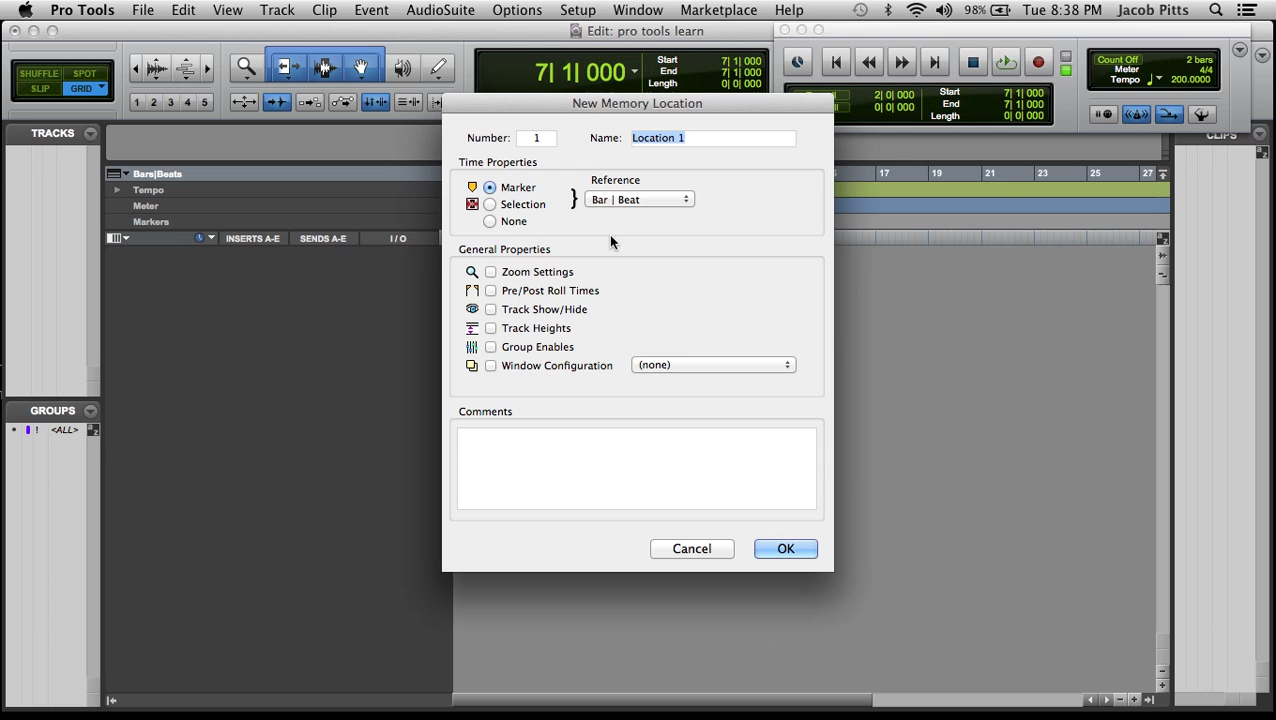 Pro Tools File Edit View Track Clip Event AudioSuite Options Setup Window Marketplace Help 98% Tue 8:38 PM Jacob Pitts
Edit: pro tools learn
SHUFFLE SPOT
SLIP GRID
1 2 3 4 5
7| 1| 000
Start 7| 1| 000
End 7| 1| 000
Length 0| 0| 000
2| 0| 000
0| 0| 000
Start 7| 1| 000
End 7| 1| 000
Length 0| 0| 000
Count Off 2 bars
Meter 4/4
Tempo 200.0000
TRACKS
CLIPS
GROUPS
! <ALL>
Bars|Beats
Tempo
Meter
Markers
INSERTS A-E SENDS A-E I / O
17 19 21 23 25 27
New Memory Location
Number: 1 Name: Location 1
Time Properties
Marker
Selection
None
Reference
Bar | Beat
General Properties
Zoom Settings
Pre/Post Roll Times
Track Show/Hide
Track Heights
Group Enables
Window Configuration (none)
Comments
Cancel OK